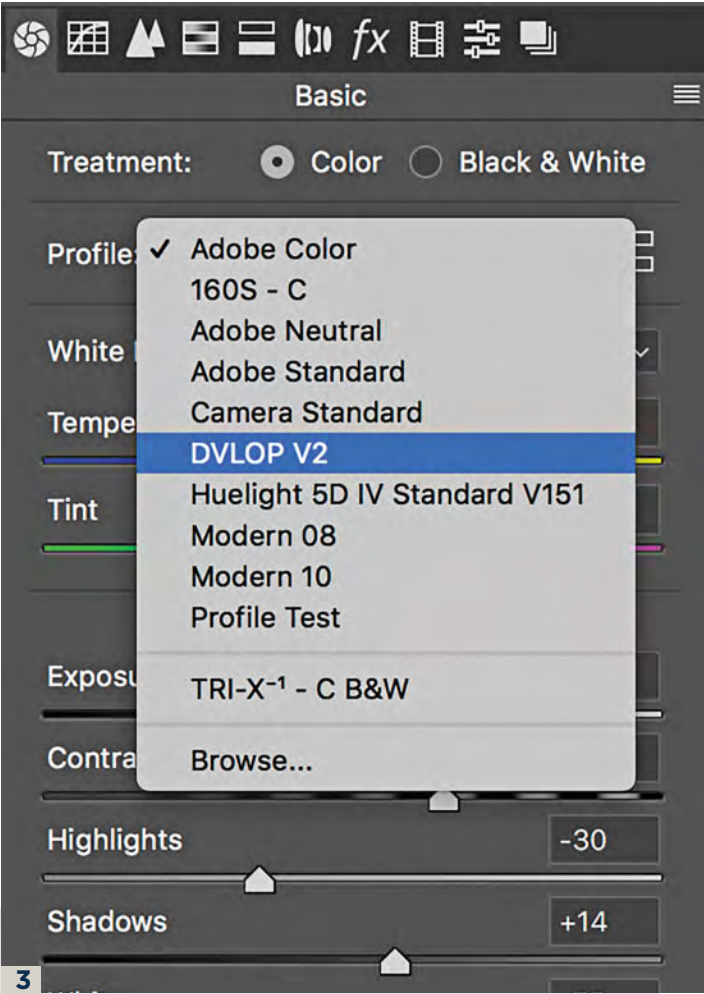 fx
Basic
Treatment: Color Black & White
Profile: ✓ Adobe Color
160S - C
Adobe Neutral
White
Adobe Standard
Tempe
Camera Standard
DVLOP V2
Tint
Huelight 5D IV Standard V151
Modern 08
Modern 10
Profile Test
Exposu
TRI-X⁻¹ - C B&W
Contra
Browse...
Highlights -30
Shadows +14
3